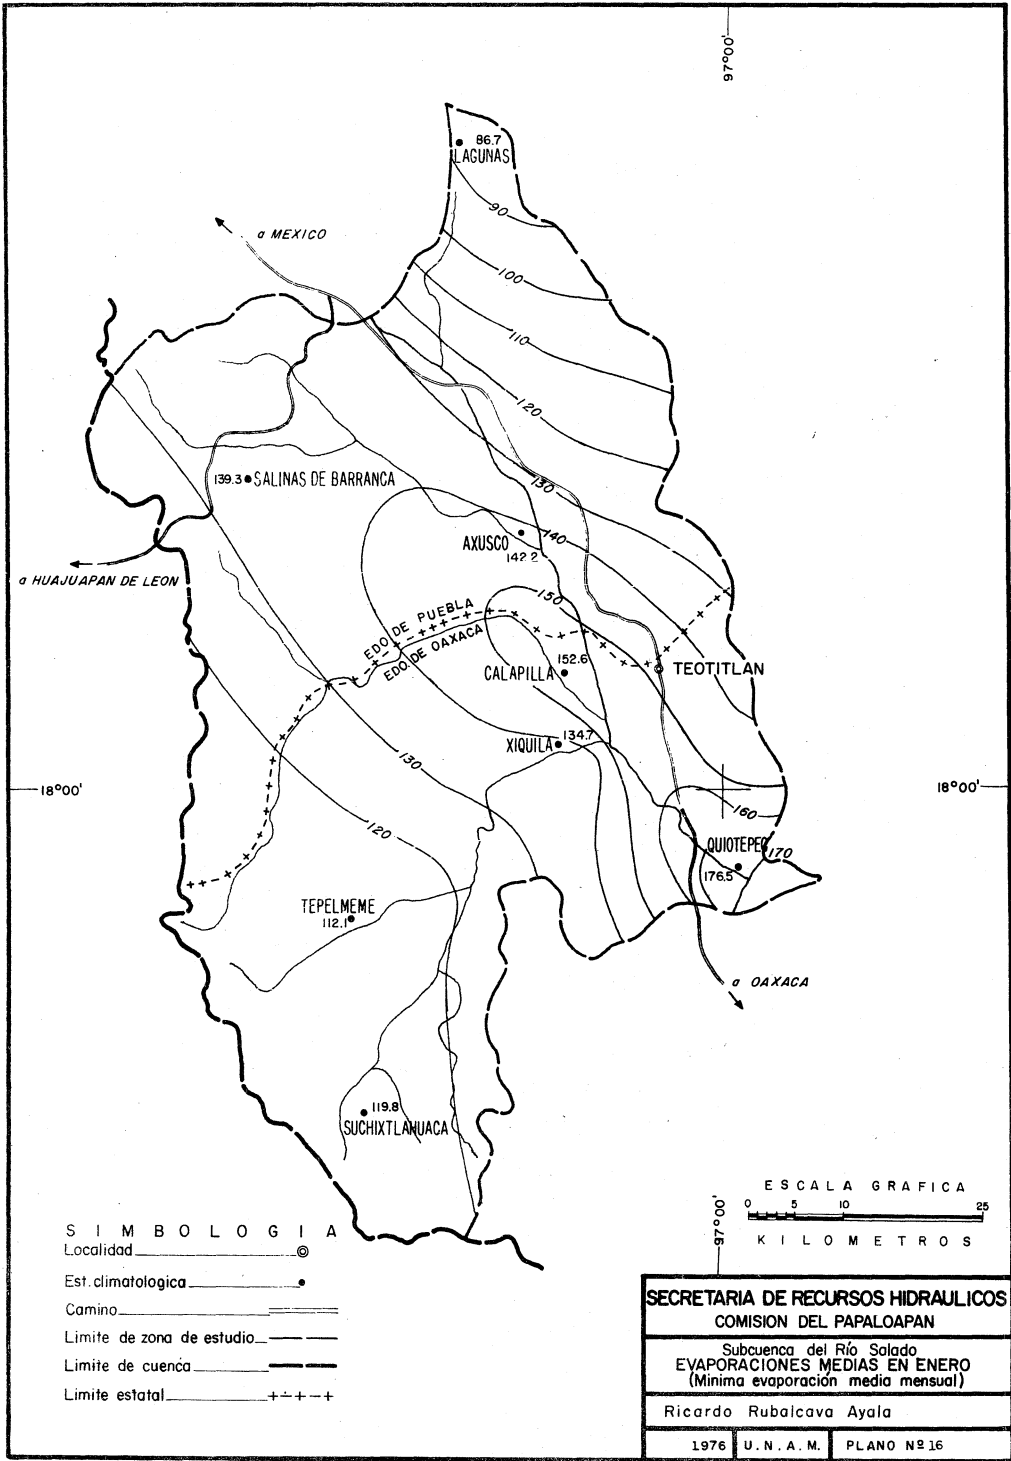 97°00'
86.7
LAGUNAS
90
a MEXICO
100
110
120
139.3 SALINAS DE BARRANCA
130
140
AXUSCO
142.2
a HUAJUAPAN DE LEON
150
EDO. DE PUEBLA
EDO. DE OAXACA
152.6
CALAPILLA
TEOTITLAN
134.7
XIQUILA
130
18°00'
18°00'
160
120
QUIOTEPEC
170
176.5
TEPELMEME
112.1
a OAXACA
119.8
SUCHIXTLAHUACA
ESCALA GRAFICA
0 5 10 25
KILOMETROS
97°00'
SIMBOLOGIA
Localidad
Est. climatologica
Camino
Limite de zona de estudio
Limite de cuenca
Limite estatal
SECRETARIA DE RECURSOS HIDRAULICOS
COMISION DEL PAPALOAPAN
Subcuenca del Río Salado
EVAPORACIONES MEDIAS EN ENERO
(Minima evaporación media mensual)
Ricardo Rubalcava Ayala
1976 U.N.A.M. PLANO Nº 16